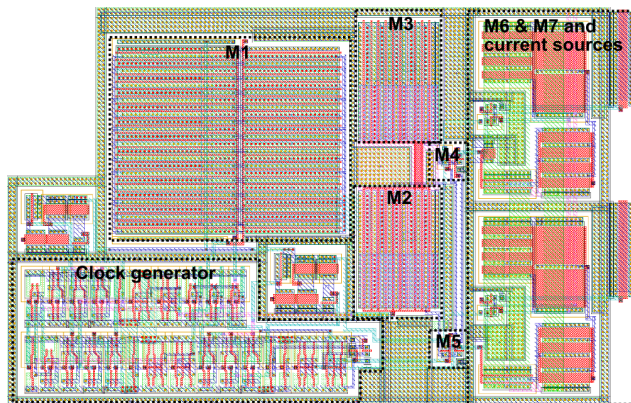 M1
M3
M6 & M7 and
current sources
M4
M2
Clock generator
M5